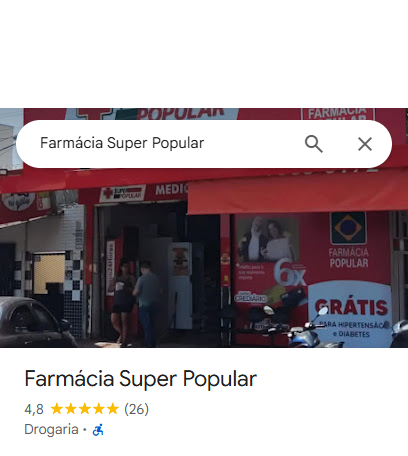 POPULAR
FARMÁCIA
POPULAR
Farmácia Super Popular
SUPER
POPULAR
MEDIC
FARMÁCIA
POPULAR
6x
CREDIÁRIO
GRÁTIS
PARA HIPERTENSÃO
e DIABETES
Farmácia Super Popular
4,8 ★★★★★ (26)
Drogaria ·